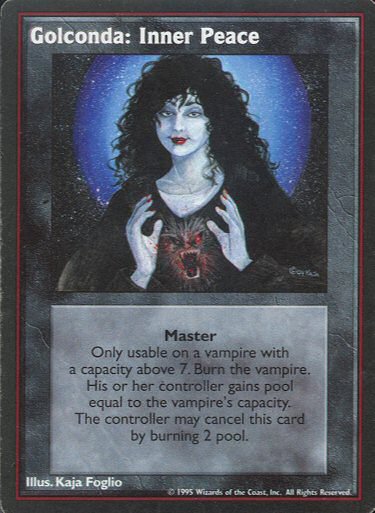 Golconda: Inner Peace
Master
Only usable on a vampire with
a capacity above 7. Burn the vampire.
His or her controller gains pool
equal to the vampire's capacity.
The controller may cancel this card
by burning 2 pool.
Illus. Kaja Foglio
© 1995 Wizards of the Coast, Inc. All Rights Reserved.